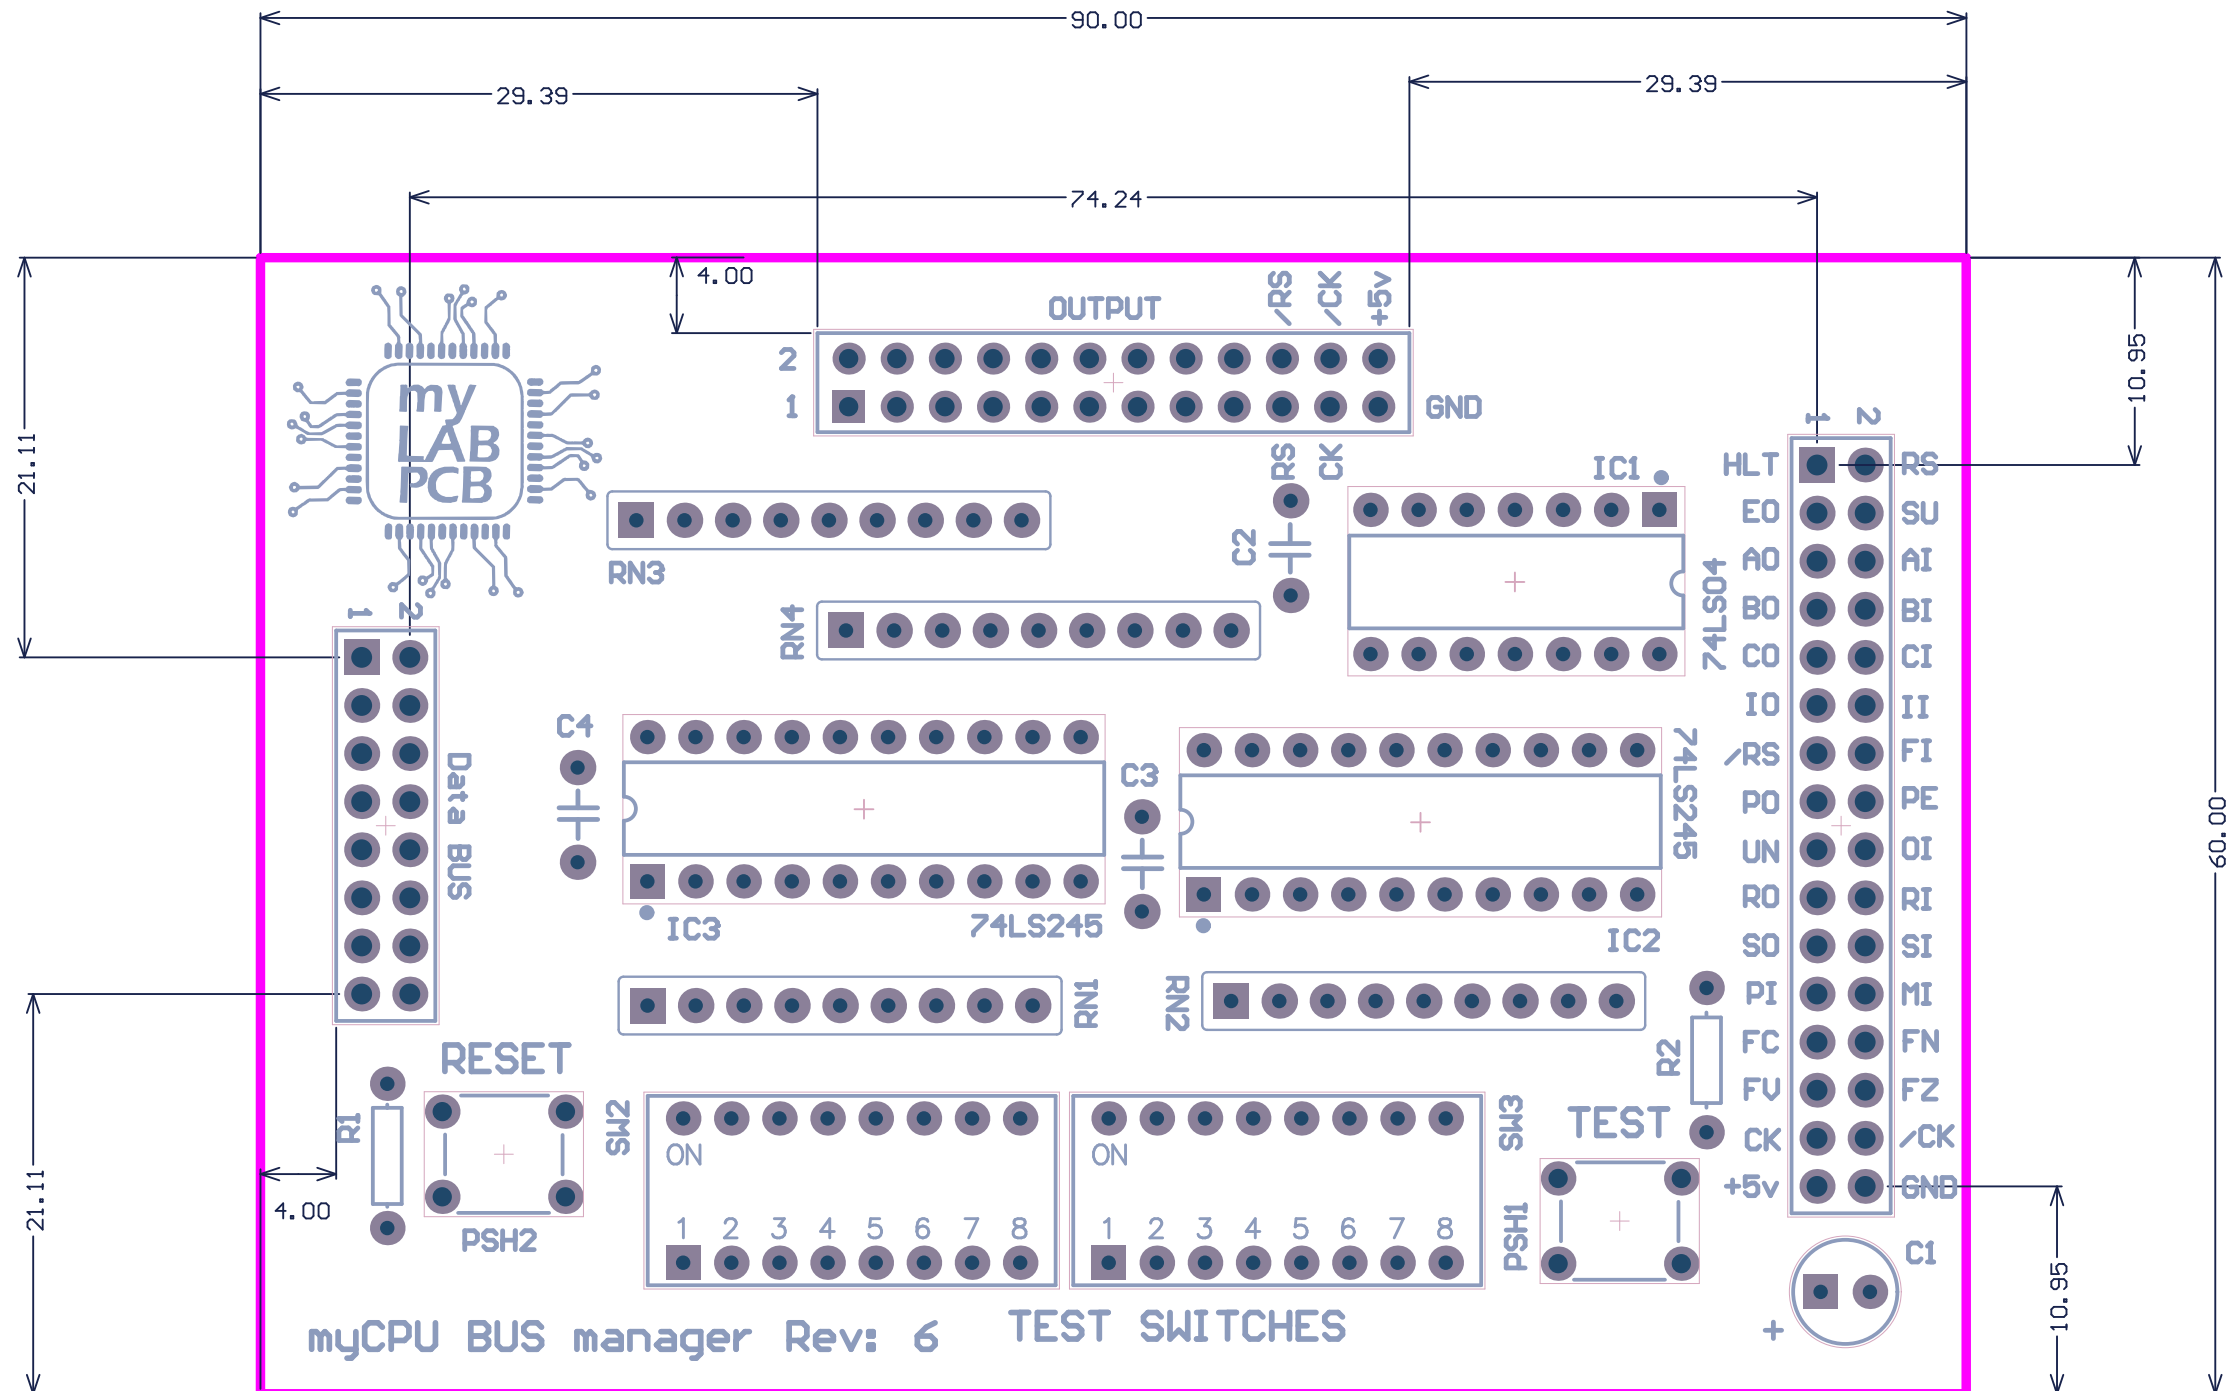 90.00
29.39
29.39
74.24
4.00
21.11
10.95
60.00
my
LAB
PCB
OUTPUT
/RS
/CK
+5v
2
1
GND
RS
CK
IC1
RN3
C2
RN4
74LS04
1
2
HLT
RS
EO
SU
AO
AI
BO
BI
CO
CI
IO
II
/RS
FI
PO
PE
UN
OI
RO
RI
SO
SI
PI
MI
FC
FN
FV
FZ
CK
/CK
+5v
GND
1
2
Data BUS
C4
C3
74LS245
IC3
74LS245
IC2
RN1
RN2
R2
RESET
R1
SW2
SW3
TEST
ON
ON
1 2 3 4 5 6 7 8
1 2 3 4 5 6 7 8
PSH2
PSH1
C1
+
21.11
4.00
10.95
myCPU BUS manager Rev: 6
TEST SWITCHES